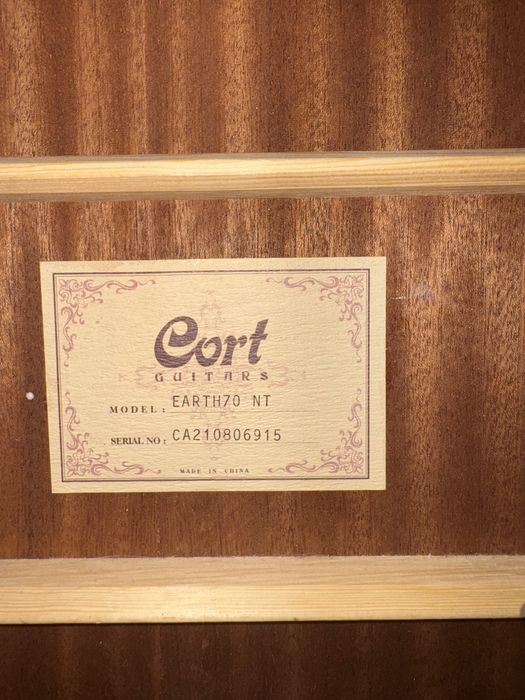 Cort
GUITARS
MODEL: EARTH70 NT
SERIAL NO: CA210806915
MADE IN CHINA